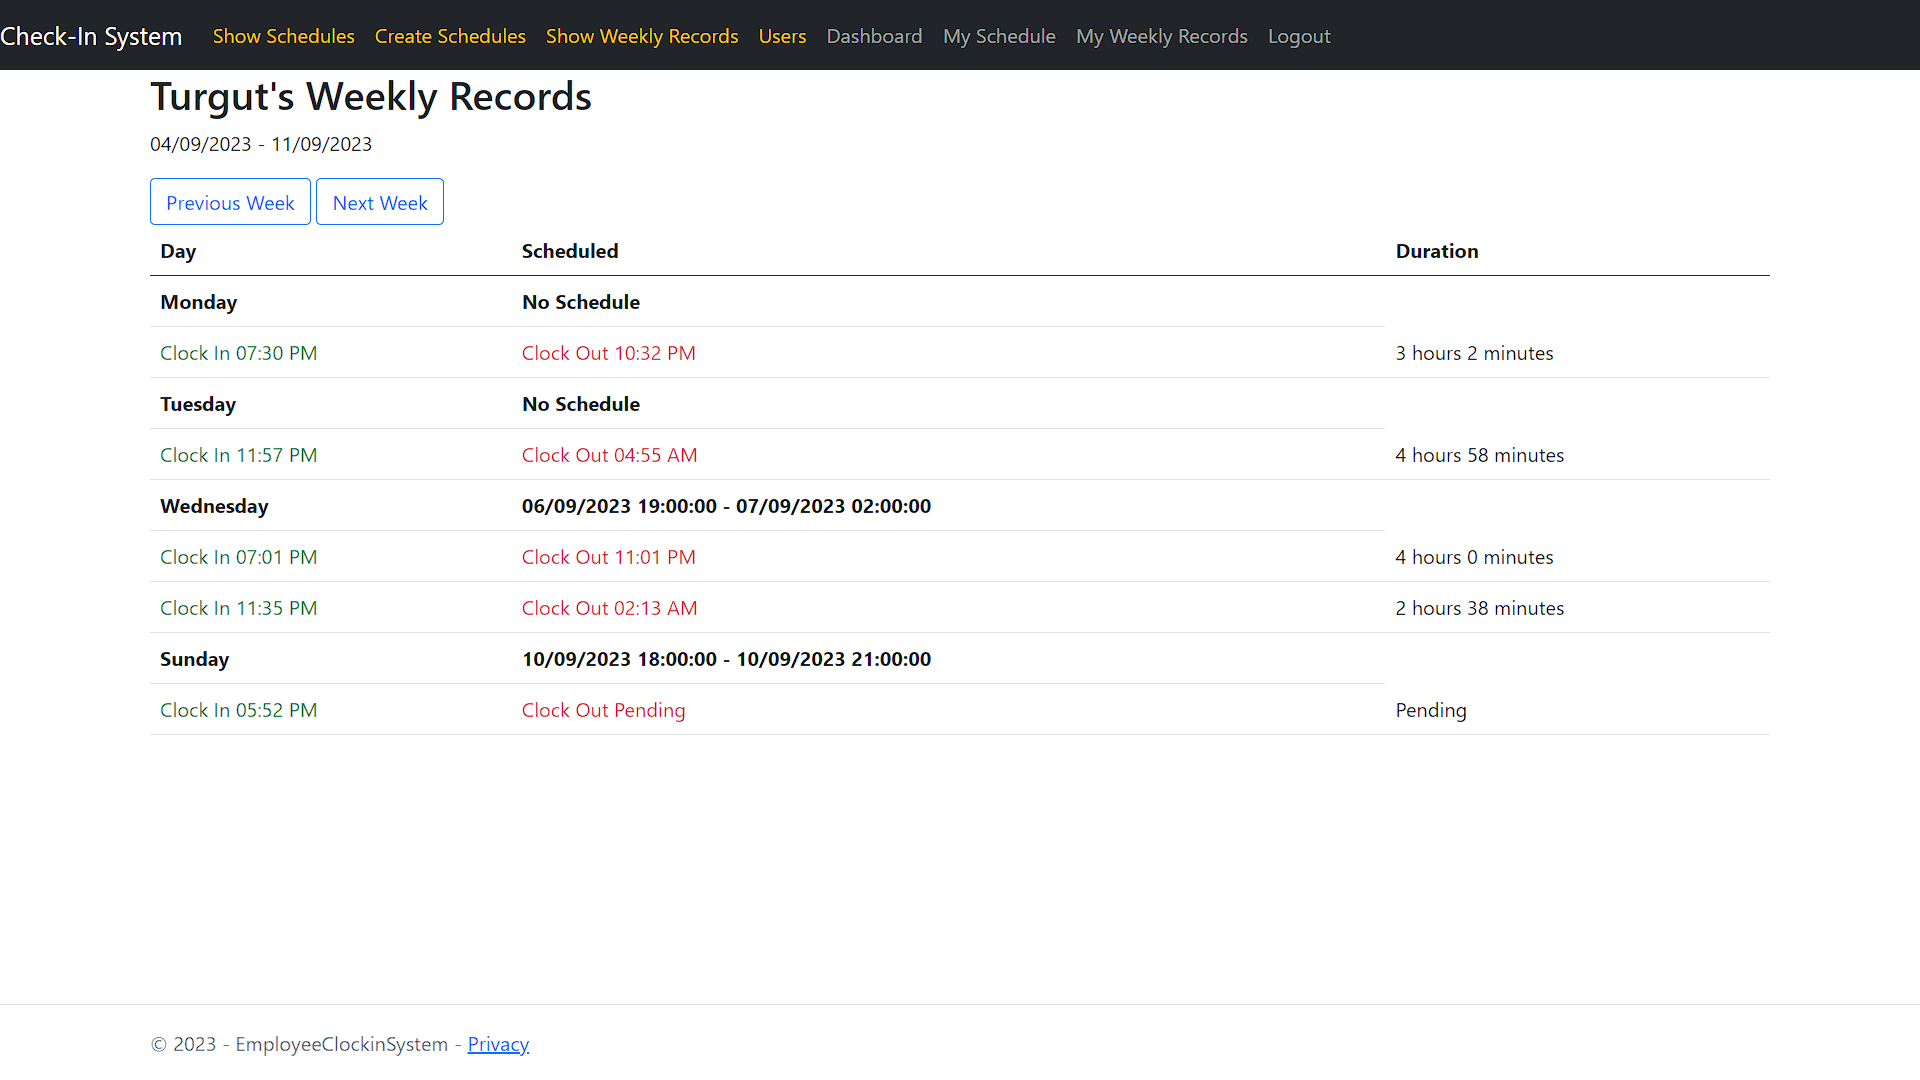 Check-In System Show Schedules Create Schedules Show Weekly Records Users Dashboard My Schedule My Weekly Records Logout
Turgut's Weekly Records
04/09/2023 - 11/09/2023
Previous Week Next Week
Day Scheduled Duration
Monday No Schedule
Clock In 07:30 PM Clock Out 10:32 PM 3 hours 2 minutes
Tuesday No Schedule
Clock In 11:57 PM Clock Out 04:55 AM 4 hours 58 minutes
Wednesday 06/09/2023 19:00:00 - 07/09/2023 02:00:00
Clock In 07:01 PM Clock Out 11:01 PM 4 hours 0 minutes
Clock In 11:35 PM Clock Out 02:13 AM 2 hours 38 minutes
Sunday 10/09/2023 18:00:00 - 10/09/2023 21:00:00
Clock In 05:52 PM Clock Out Pending Pending
© 2023 - EmployeeClockinSystem - Privacy